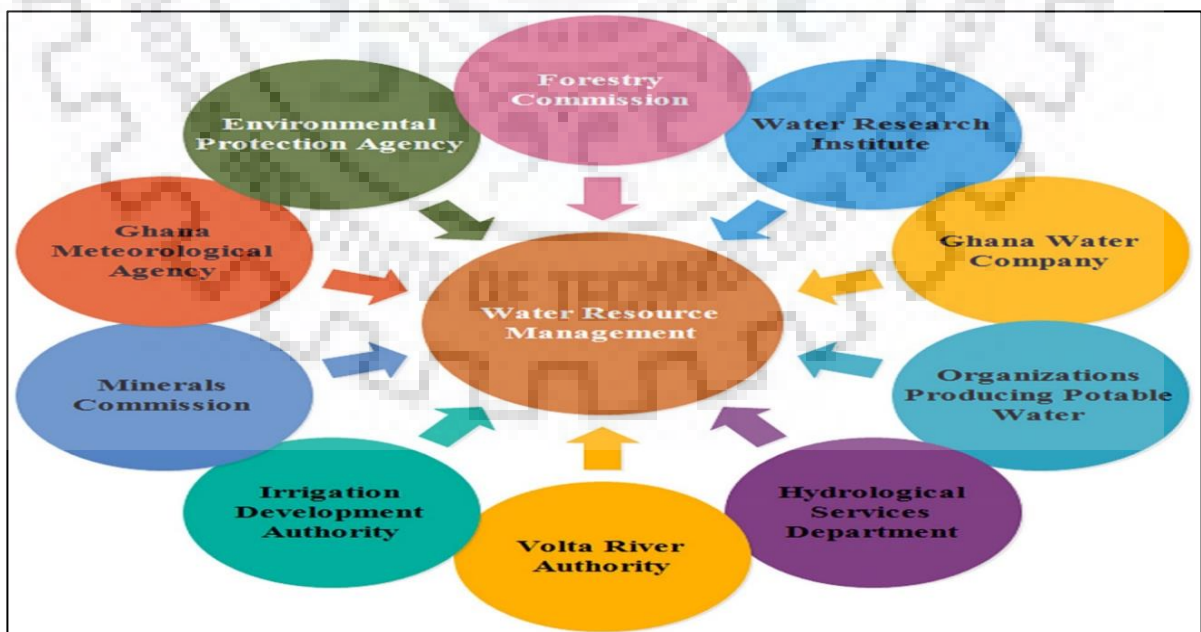 Forestry
Commission
Water Research
Institute
Ghana Water
Company
Organizations
Producing Potable
Water
Hydrological
Services
Department
Volta River
Authority
Irrigation
Development
Authority
Minerals
Commission
Ghana
Meteorological
Agency
Environmental
Protection Agency
Water Resource
Management